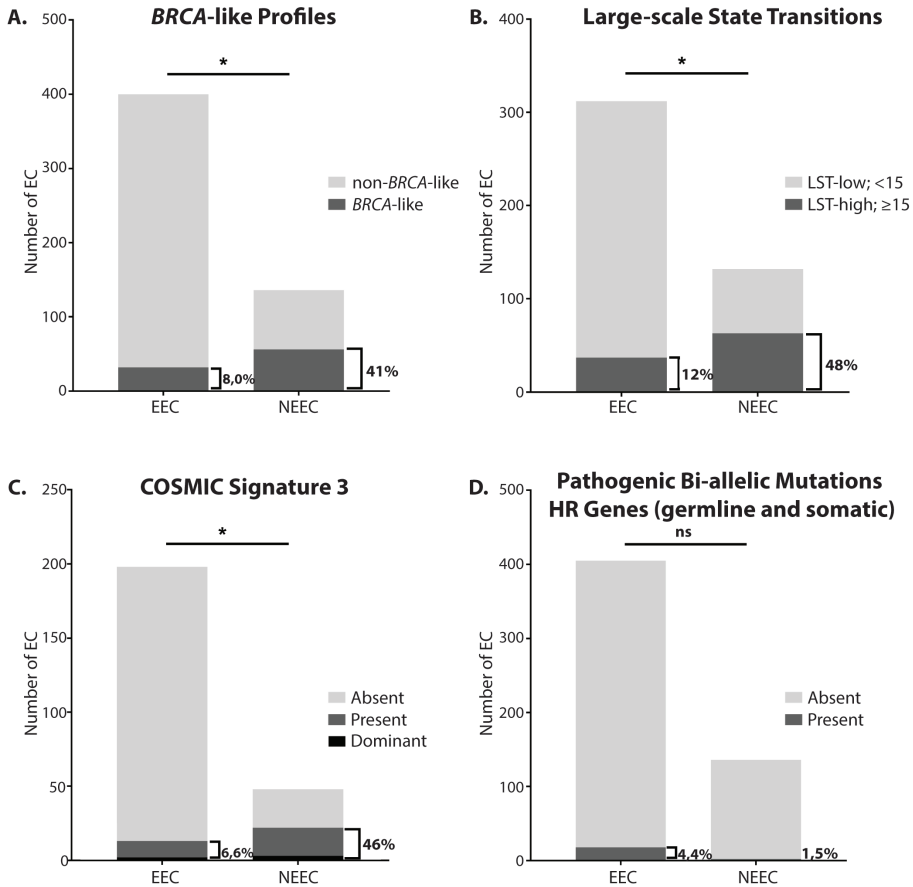 A.
BRCA-like Profiles
500
400
300
200
100
0
Number of EC
*
non-BRCA-like
BRCA-like
8,0%
41%
EEC
NEEC
B.
Large-scale State Transitions
400
300
200
100
0
Number of EC
*
LST-low; <15
LST-high; ≥15
12%
48%
EEC
NEEC
C.
COSMIC Signature 3
250
200
150
100
50
0
Number of EC
*
Absent
Present
Dominant
6,6%
46%
EEC
NEEC
D.
Pathogenic Bi-allelic Mutations
HR Genes (germline and somatic)
500
400
300
200
100
0
Number of EC
ns
Absent
Present
4,4%
1,5%
EEC
NEEC